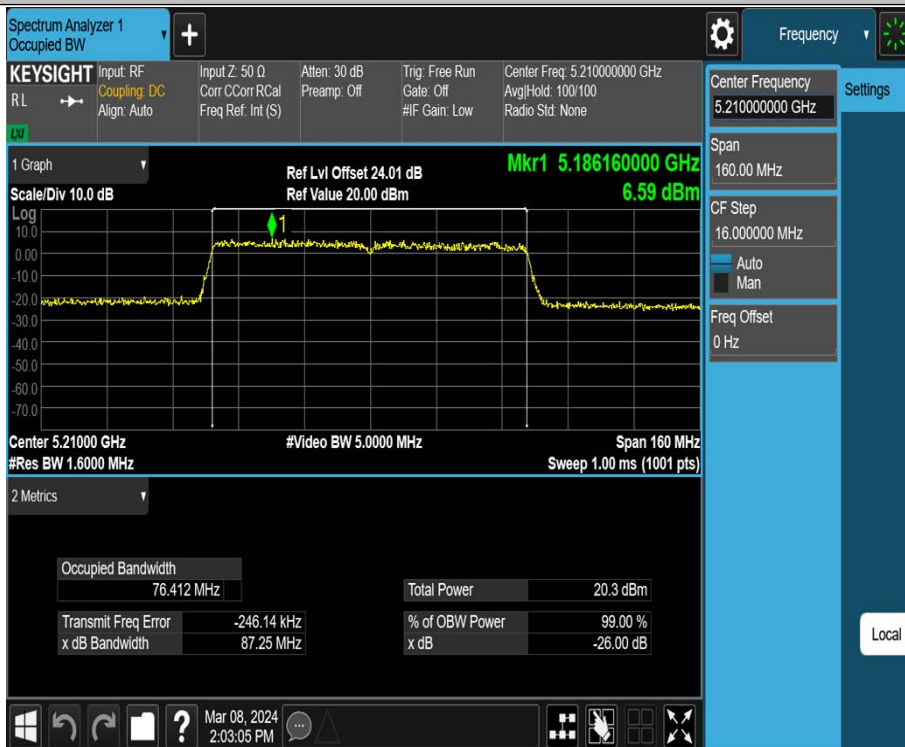 Spectrum Analyzer 1
Occupied BW
+
Frequency
KEYSIGHT
RL
LXI
Input: RF
Coupling: DC
Align: Auto
Input Z: 50 Ω
Corr CCorr RCal
Freq Ref: Int (S)
Atten: 30 dB
Preamp: Off
Trig: Free Run
Gate: Off
#IF Gain: Low
Center Freq: 5.210000000 GHz
Avg|Hold: 100/100
Radio Std: None
Center Frequency
5.210000000 GHz
Settings
Span
160.00 MHz
CF Step
16.000000 MHz
Auto
Man
Freq Offset
0 Hz
1 Graph
Scale/Div 10.0 dB
Ref Lvl Offset 24.01 dB
Ref Value 20.00 dBm
Mkr1 5.186160000 GHz
6.59 dBm
Log
10.0
0.00
-10.0
-20.0
-30.0
-40.0
-50.0
-60.0
-70.0
1
Center 5.21000 GHz
#Video BW 5.0000 MHz
Span 160 MHz
#Res BW 1.6000 MHz
Sweep 1.00 ms (1001 pts)
2 Metrics
Occupied Bandwidth
76.412 MHz
Total Power 20.3 dBm
Transmit Freq Error -246.14 kHz
% of OBW Power 99.00 %
x dB Bandwidth 87.25 MHz
x dB -26.00 dB
Local
?
Mar 08, 2024
2:03:05 PM